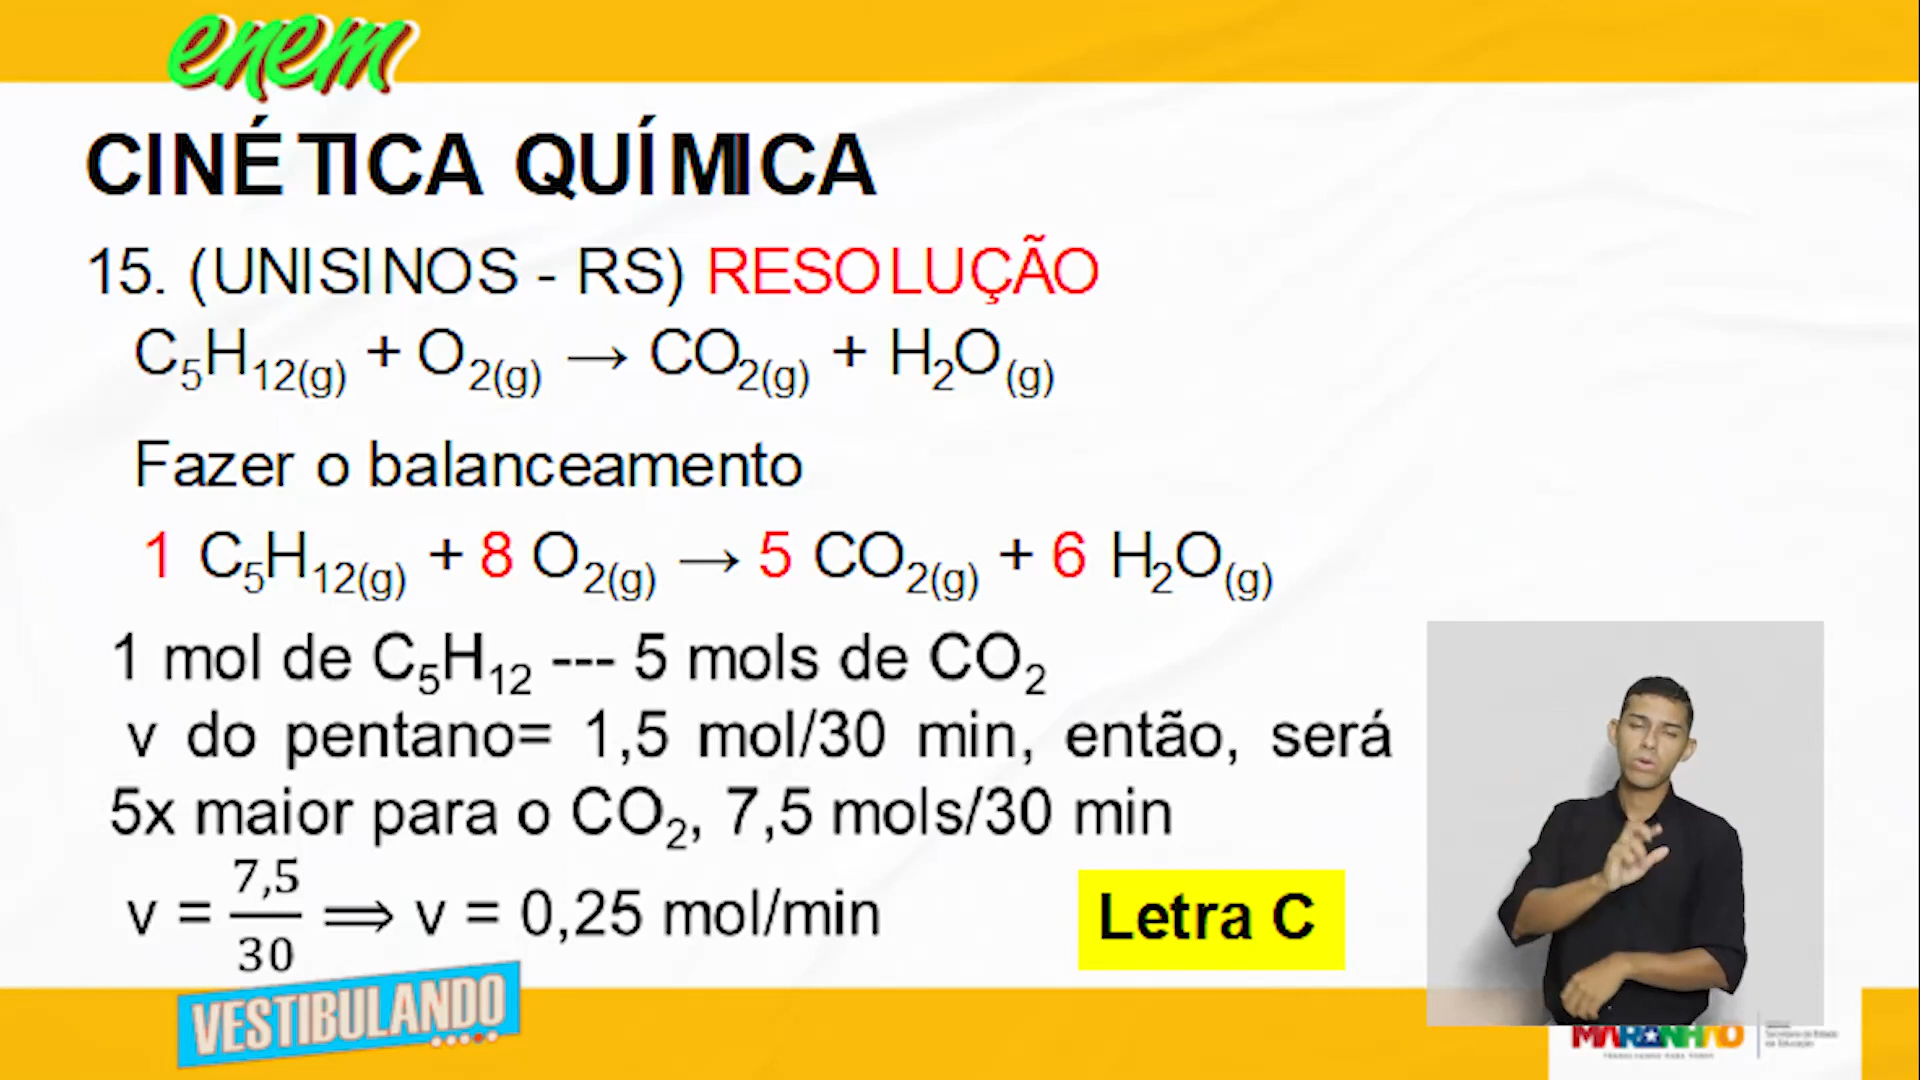 enem
CINÉTICA QUÍMICA
15. (UNISINOS - RS) RESOLUÇÃO
C₅H₁₂(g) + O₂(g) → CO₂(g) + H₂O(g)
Fazer o balanceamento
1 C₅H₁₂(g) + 8 O₂(g) → 5 CO₂(g) + 6 H₂O(g)
1 mol de C₅H₁₂ --- 5 mols de CO₂
v do pentano= 1,5 mol/30 min, então, será
5x maior para o CO₂, 7,5 mols/30 min
v = 7,5/30 ⟹ v = 0,25 mol/min
Letra C
VESTIBULANDO
MARANHÃO